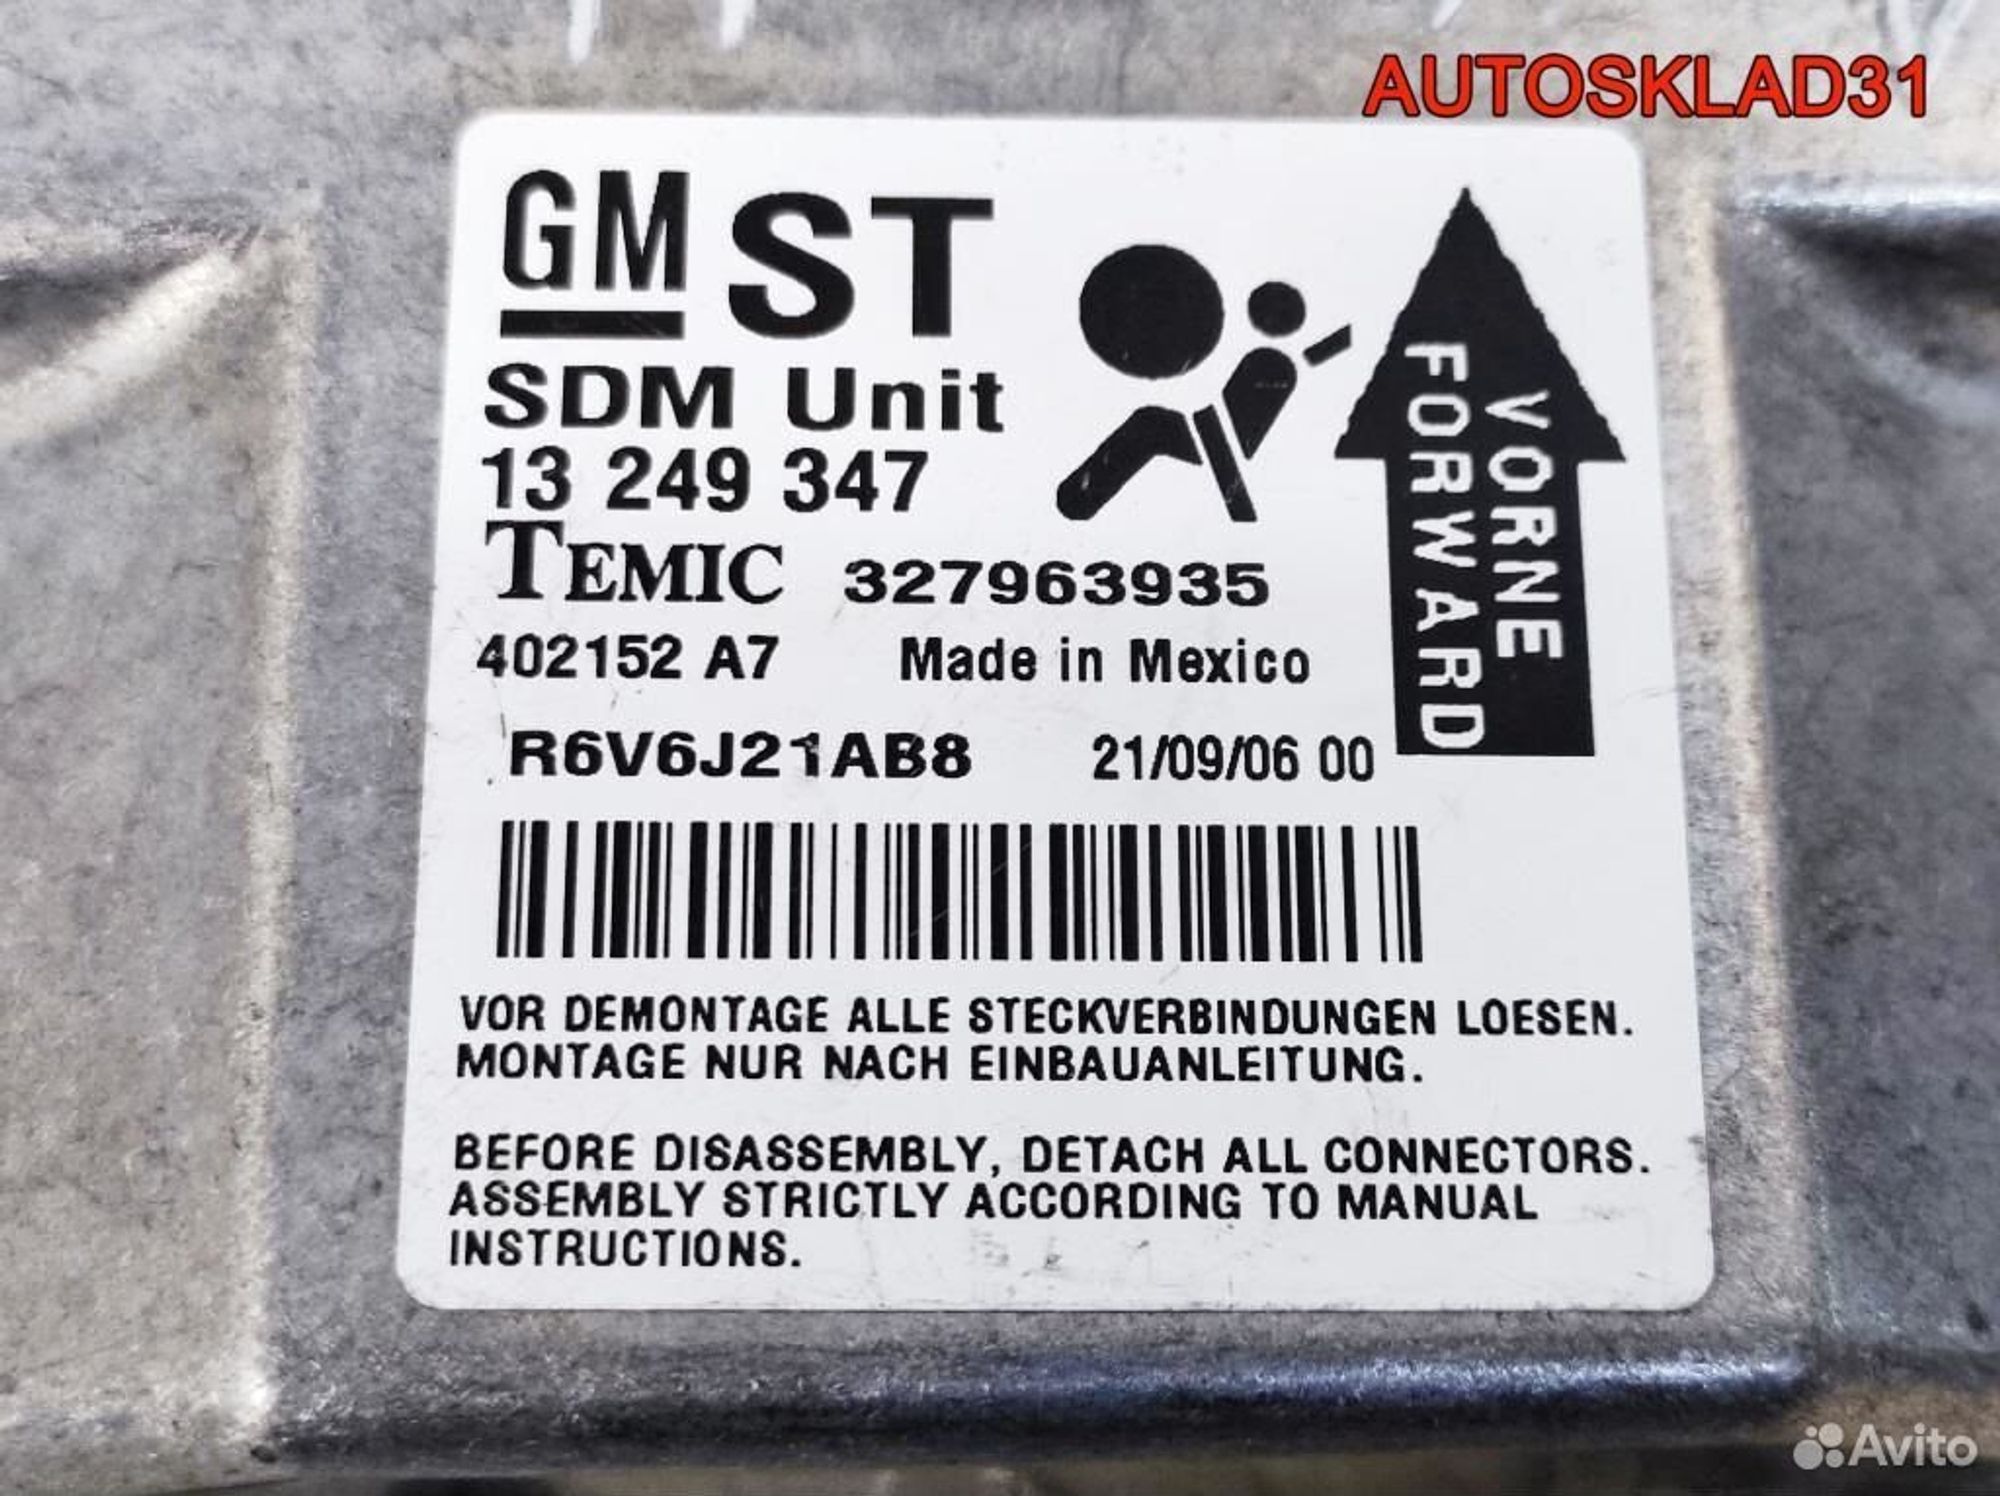 AUTOSKLAD31
GM ST
SDM Unit
13 249 347
TEMIC 327963935
402152 A7 Made in Mexico
R6V6J21AB8 21/09/06 00
VORNE
FORWARD
VOR DEMONTAGE ALLE STECKVERBINDUNGEN LOESEN.
MONTAGE NUR NACH EINBAUANLEITUNG.
BEFORE DISASSEMBLY, DETACH ALL CONNECTORS.
ASSEMBLY STRICTLY ACCORDING TO MANUAL
INSTRUCTIONS.
Avito